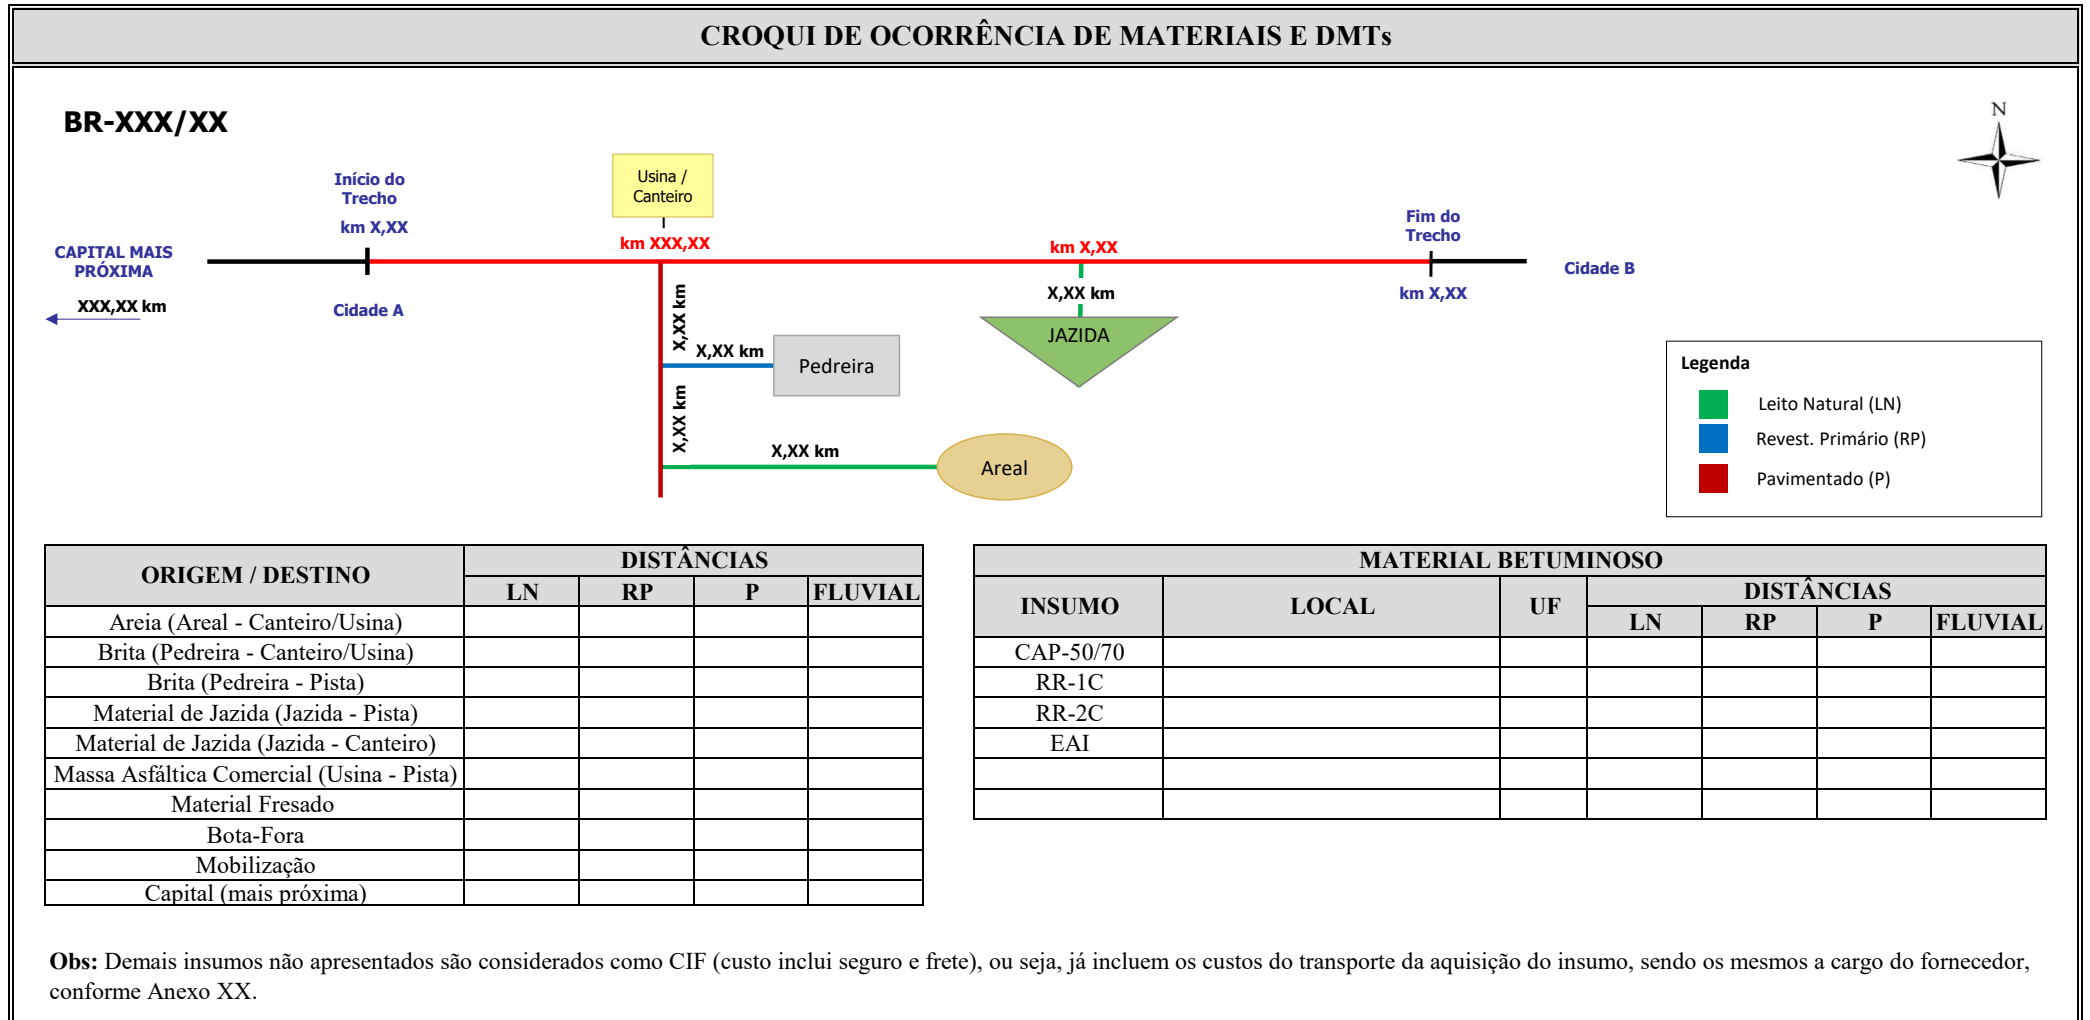 CROQUI DE OCORRÊNCIA DE MATERIAIS E DMTs
BR-XXX/XX
N
Início do
Trecho
km X,XX
Usina /
Canteiro
km XXX,XX
km X,XX
Fim do
Trecho
km X,XX
CAPITAL MAIS
PRÓXIMA
XXX,XX km
Cidade A
Cidade B
X,XX km
X,XX km
Pedreira
X,XX km
JAZIDA
X,XX km
X,XX km
Areal
Legenda
Leito Natural (LN)
Revest. Primário (RP)
Pavimentado (P)
ORIGEM / DESTINO
DISTÂNCIAS
LN RP P FLUVIAL
Areia (Areal - Canteiro/Usina)
Brita (Pedreira - Canteiro/Usina)
Brita (Pedreira - Pista)
Material de Jazida (Jazida - Pista)
Material de Jazida (Jazida - Canteiro)
Massa Asfáltica Comercial (Usina - Pista)
Material Fresado
Bota-Fora
Mobilização
Capital (mais próxima)
MATERIAL BETUMINOSO
INSUMO LOCAL UF DISTÂNCIAS
LN RP P FLUVIAL
CAP-50/70
RR-1C
RR-2C
EAI
Obs: Demais insumos não apresentados são considerados como CIF (custo inclui seguro e frete), ou seja, já incluem os custos do transporte da aquisição do insumo, sendo os mesmos a cargo do fornecedor,
conforme Anexo XX.